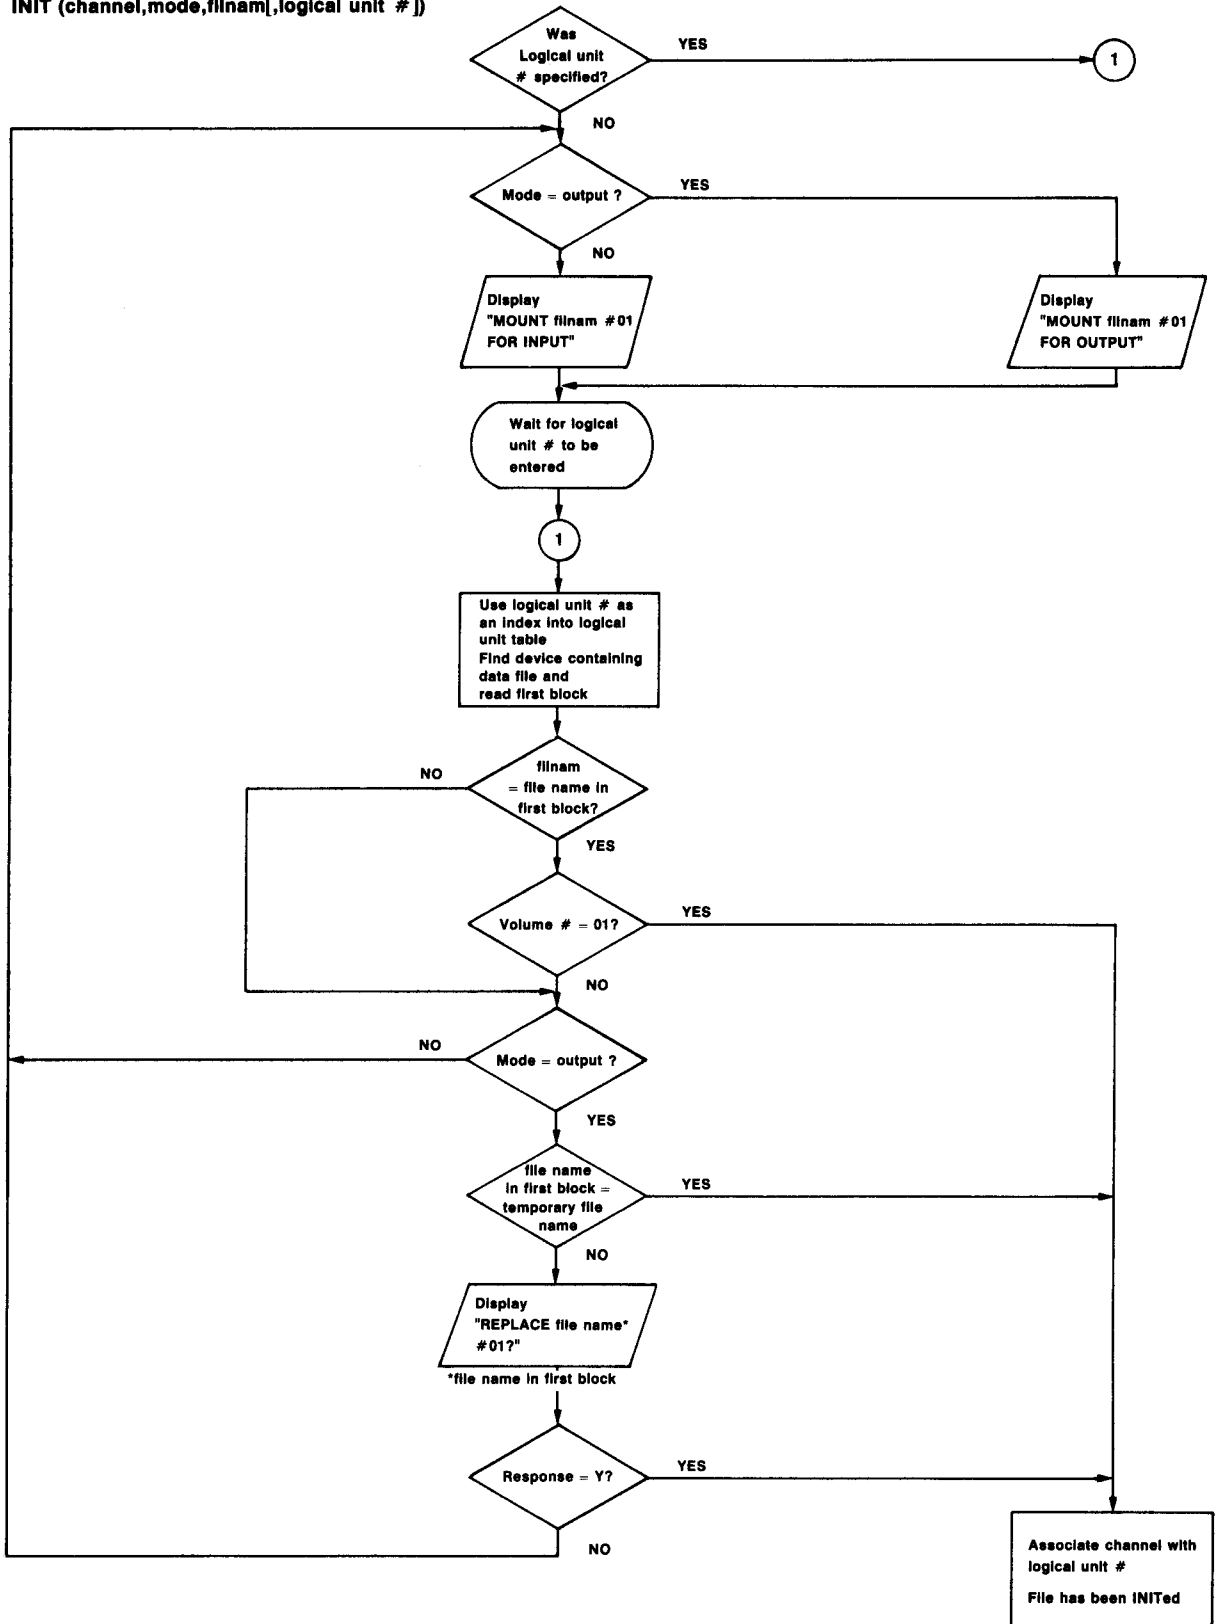 INIT (channel,mode,filnam[,logical unit #])
Was
Logical unit
# specified?
YES
1
NO
Mode = output ?
YES
NO
Display
"MOUNT filnam #01
FOR INPUT"
Display
"MOUNT filnam #01
FOR OUTPUT"
Wait for logical
unit # to be
entered
1
Use logical unit # as
an index into logical
unit table
Find device containing
data file and
read first block
filnam
= file name in
first block?
NO
YES
Volume # = 01?
YES
NO
Mode = output ?
NO
YES
file name
in first block =
temporary file
name
YES
NO
Display
"REPLACE file name*
#01?"
*file name in first block
Response = Y?
YES
NO
Associate channel with
logical unit #
File has been INITed